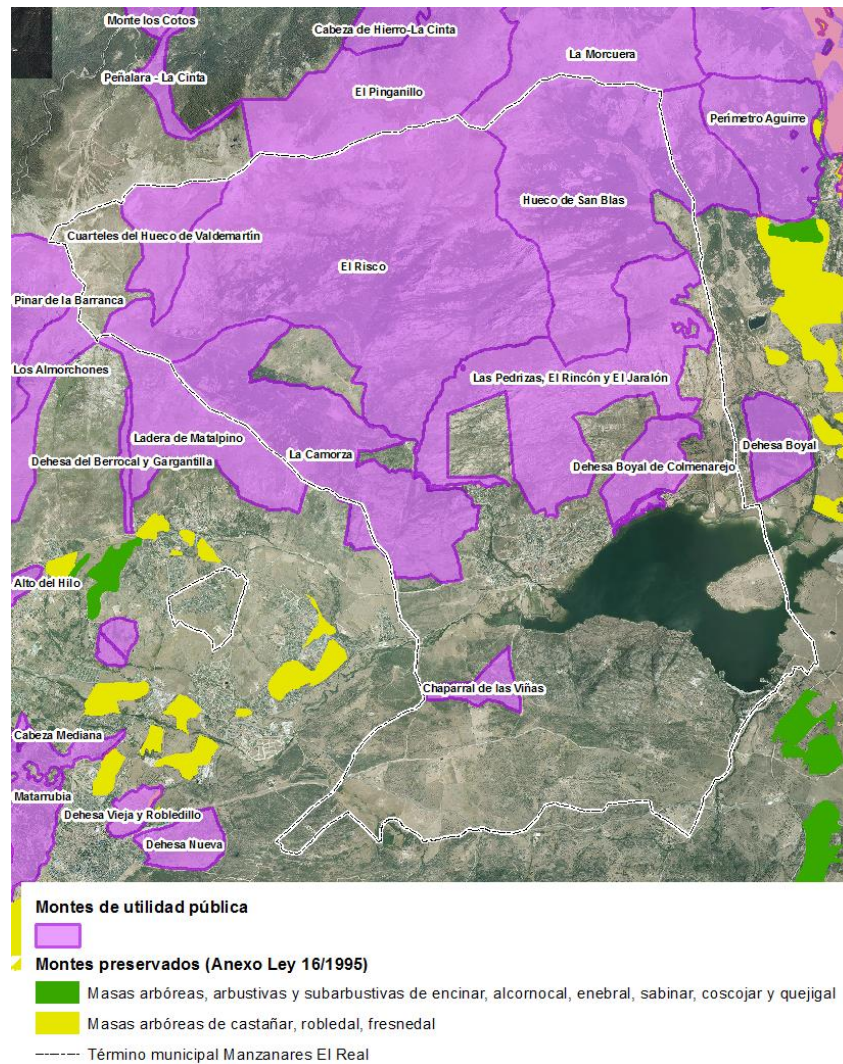 Monte los Cotos
Cabeza de Hierro-La Cinta
La Morcuera
Peñalara - La Cinta
El Pinganillo
Perímetro Aguirre
Hueco de San Blas
Cuarteles del Hueco de Valdemartín
El Risco
Pinar de la Barranca
Los Almorchones
Las Pedrizas, El Rincón y El Jaralón
Ladera de Matalpino
La Camorza
Dehesa Boyal
Dehesa del Berrocal y Gargantilla
Dehesa Boyal de Colmenarejo
Alto del Hilo
Chaparral de las Viñas
Cabeza Mediana
Matarrubia
Dehesa Vieja y Robledillo
Dehesa Nueva
Montes de utilidad pública
Montes preservados (Anexo Ley 16/1995)
Masas arbóreas, arbustivas y subarbustivas de encinar, alcornocal, enebral, sabinar, coscojar y quejigal
Masas arbóreas de castañar, robledal, fresnedal
Término municipal Manzanares El Real